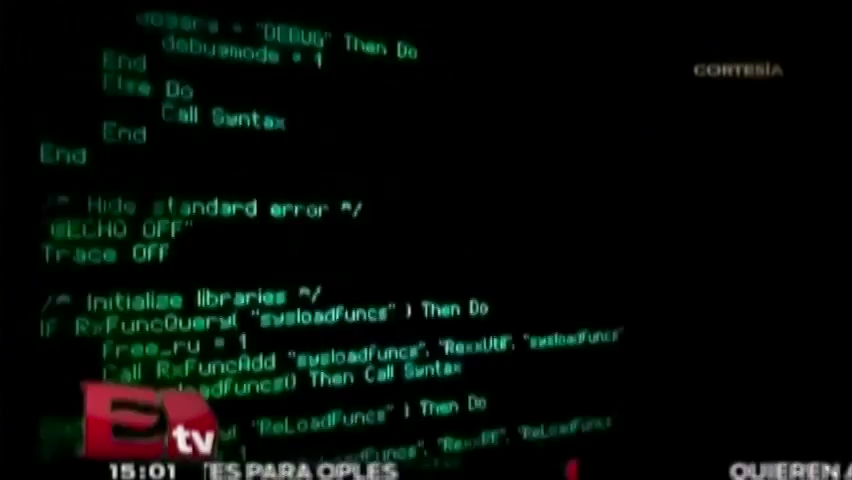 = "DEBUG" Then Do
debugmode = 1
End
Else Do
Call Syntax
End
End
/* Hide standard error */
"@ECHO OFF"
Trace OFF
/* Initialize libraries */
IF RxFuncQuery( "sysloadfuncs" ) Then Do
free_ru = 1
Call RxFuncAdd "sysloadfuncs", "RexxUtil", "sysloadfuncs"
loadfuncs() Then Call Syntax
"ReLoadFuncs" ) Then Do
"ReLoadFuncs"
CORTESÍA
E tv
15:01
ES PARA OPLES
QUIEREN A